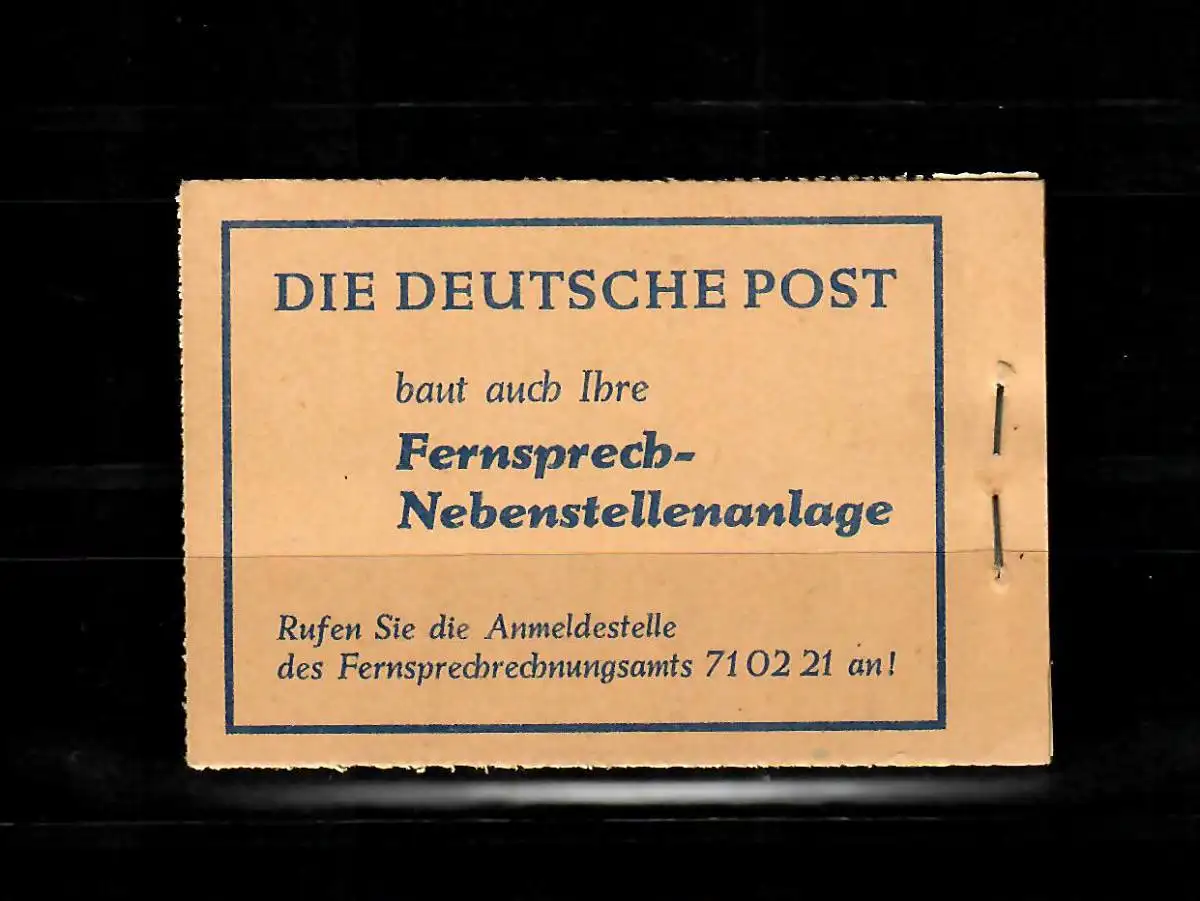 DIE DEUTSCHE POST
baut auch Ihre
Fernsprech-
Nebenstellenanlage
Rufen Sie die Anmeldestelle
des Fernsprechrechnungsamts 71 02 21 an!